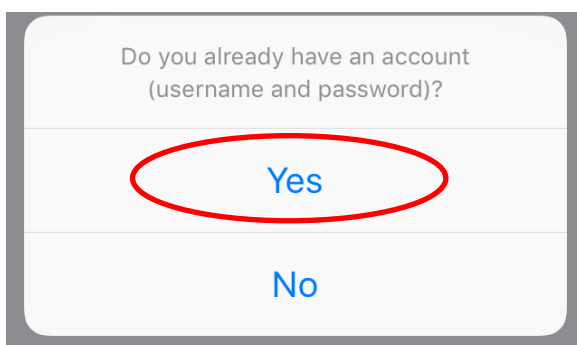 Do you already have an account
(username and password)?
Yes
No